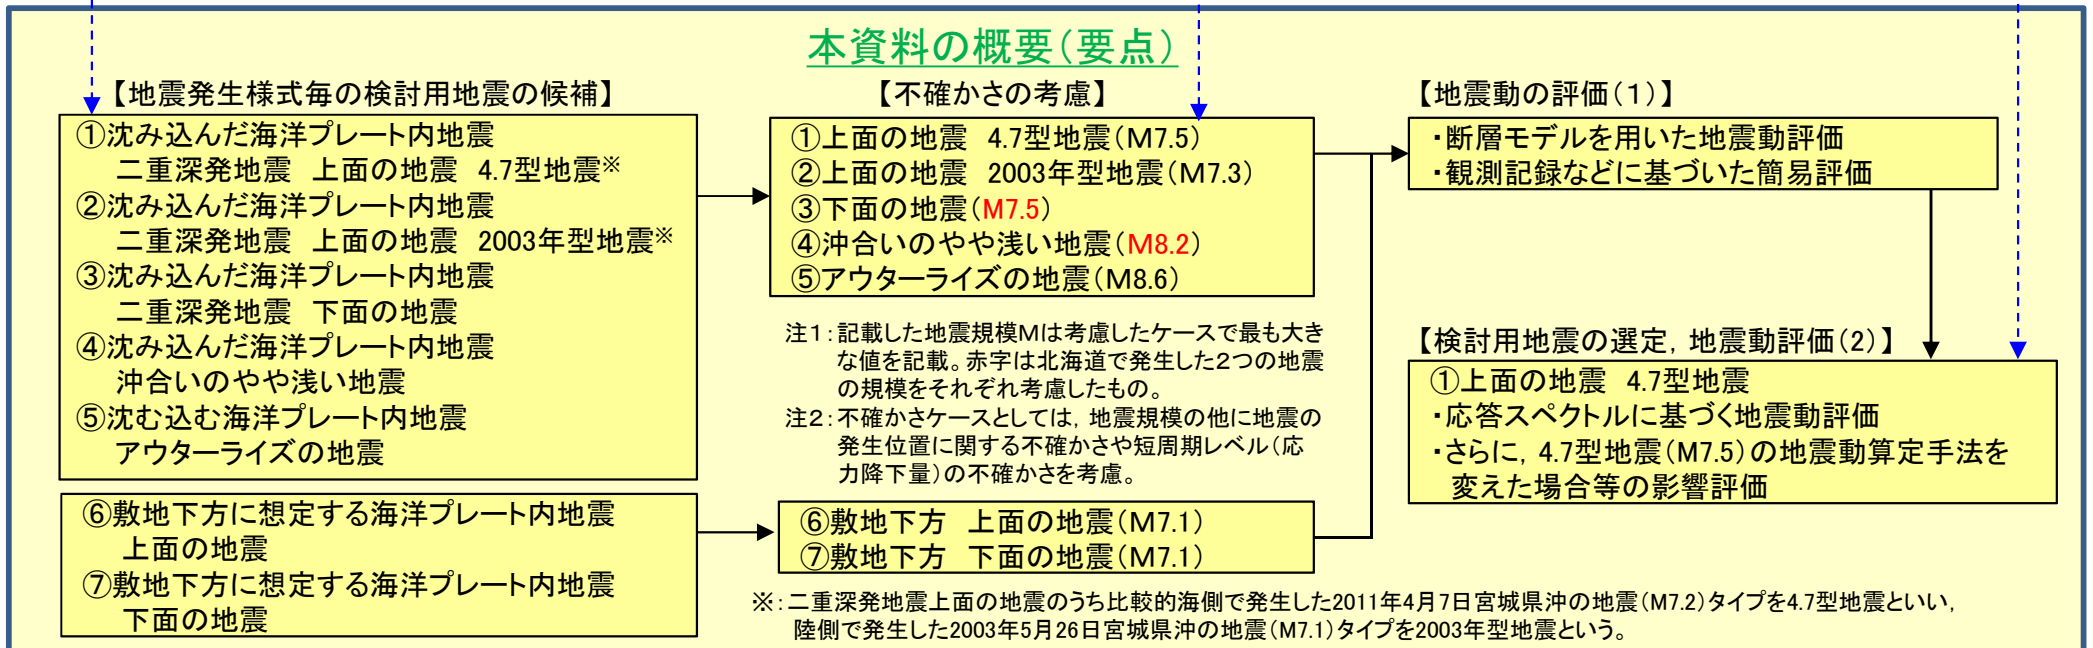 本資料の概要(要点)
【地震発生様式毎の検討用地震の候補】
①沈み込んだ海洋プレート内地震
二重深発地震 上面の地震 4.7型地震※
②沈み込んだ海洋プレート内地震
二重深発地震 上面の地震 2003年型地震※
③沈み込んだ海洋プレート内地震
二重深発地震 下面の地震
④沈み込んだ海洋プレート内地震
沖合いのやや浅い地震
⑤沈む込む海洋プレート内地震
アウターライズの地震
⑥敷地下方に想定する海洋プレート内地震
上面の地震
⑦敷地下方に想定する海洋プレート内地震
下面の地震
【不確かさの考慮】
①上面の地震 4.7型地震(M7.5)
②上面の地震 2003年型地震(M7.3)
③下面の地震(M7.5)
④沖合いのやや浅い地震(M8.2)
⑤アウターライズの地震(M8.6)
注1:記載した地震規模Mは考慮したケースで最も大き
な値を記載。赤字は北海道で発生した2つの地震
の規模をそれぞれ考慮したもの。
注2:不確かさケースとしては,地震規模の他に地震の
発生位置に関する不確かさや短周期レベル(応
力降下量)の不確かさを考慮。
⑥敷地下方 上面の地震(M7.1)
⑦敷地下方 下面の地震(M7.1)
【地震動の評価(1)】
・断層モデルを用いた地震動評価
・観測記録などに基づいた簡易評価
【検討用地震の選定,地震動評価(2)】
①上面の地震 4.7型地震
・応答スペクトルに基づく地震動評価
・さらに,4.7型地震(M7.5)の地震動算定手法を
変えた場合等の影響評価
※:二重深発地震上面の地震のうち比較的海側で発生した2011年4月7日宮城県沖の地震(M7.2)タイプを4.7型地震といい,
陸側で発生した2003年5月26日宮城県沖の地震(M7.1)タイプを2003年型地震という。